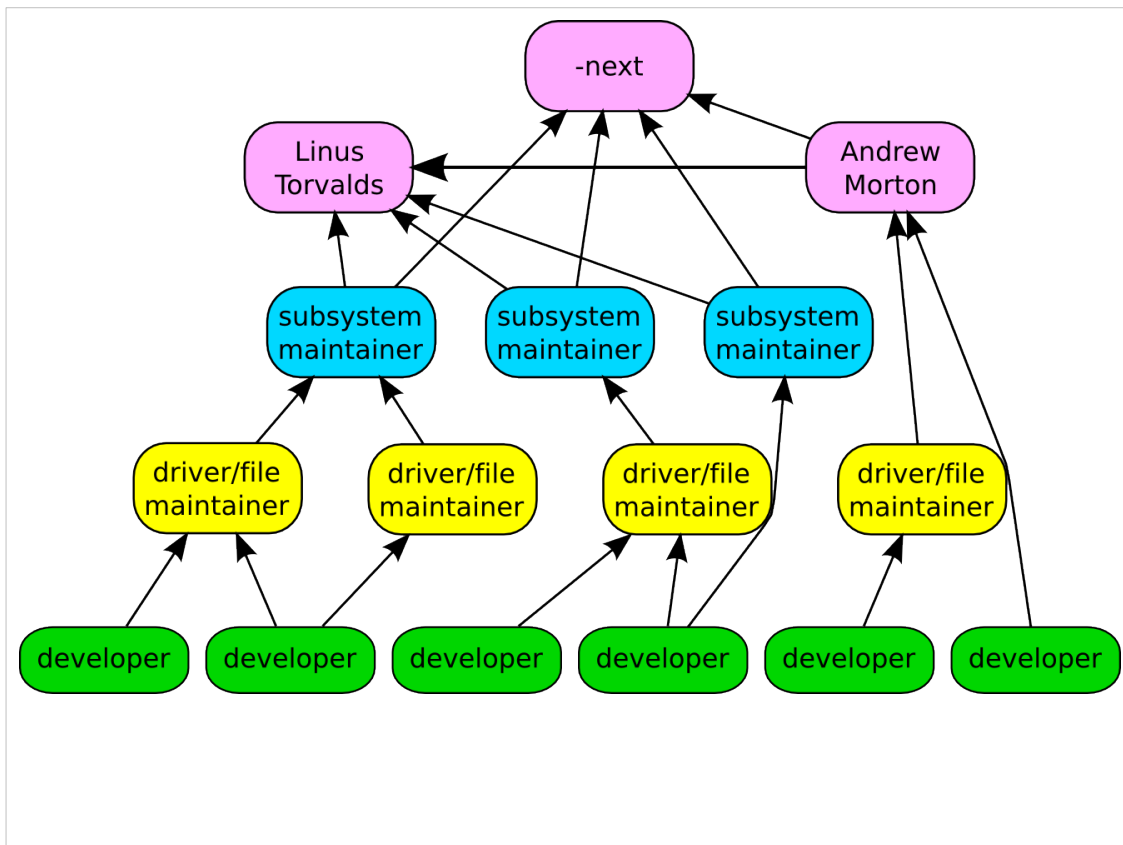 -next
Linus
Torvalds
Andrew
Morton
subsystem
maintainer
subsystem
maintainer
subsystem
maintainer
driver/file
maintainer
driver/file
maintainer
driver/file
maintainer
driver/file
maintainer
developer
developer
developer
developer
developer
developer